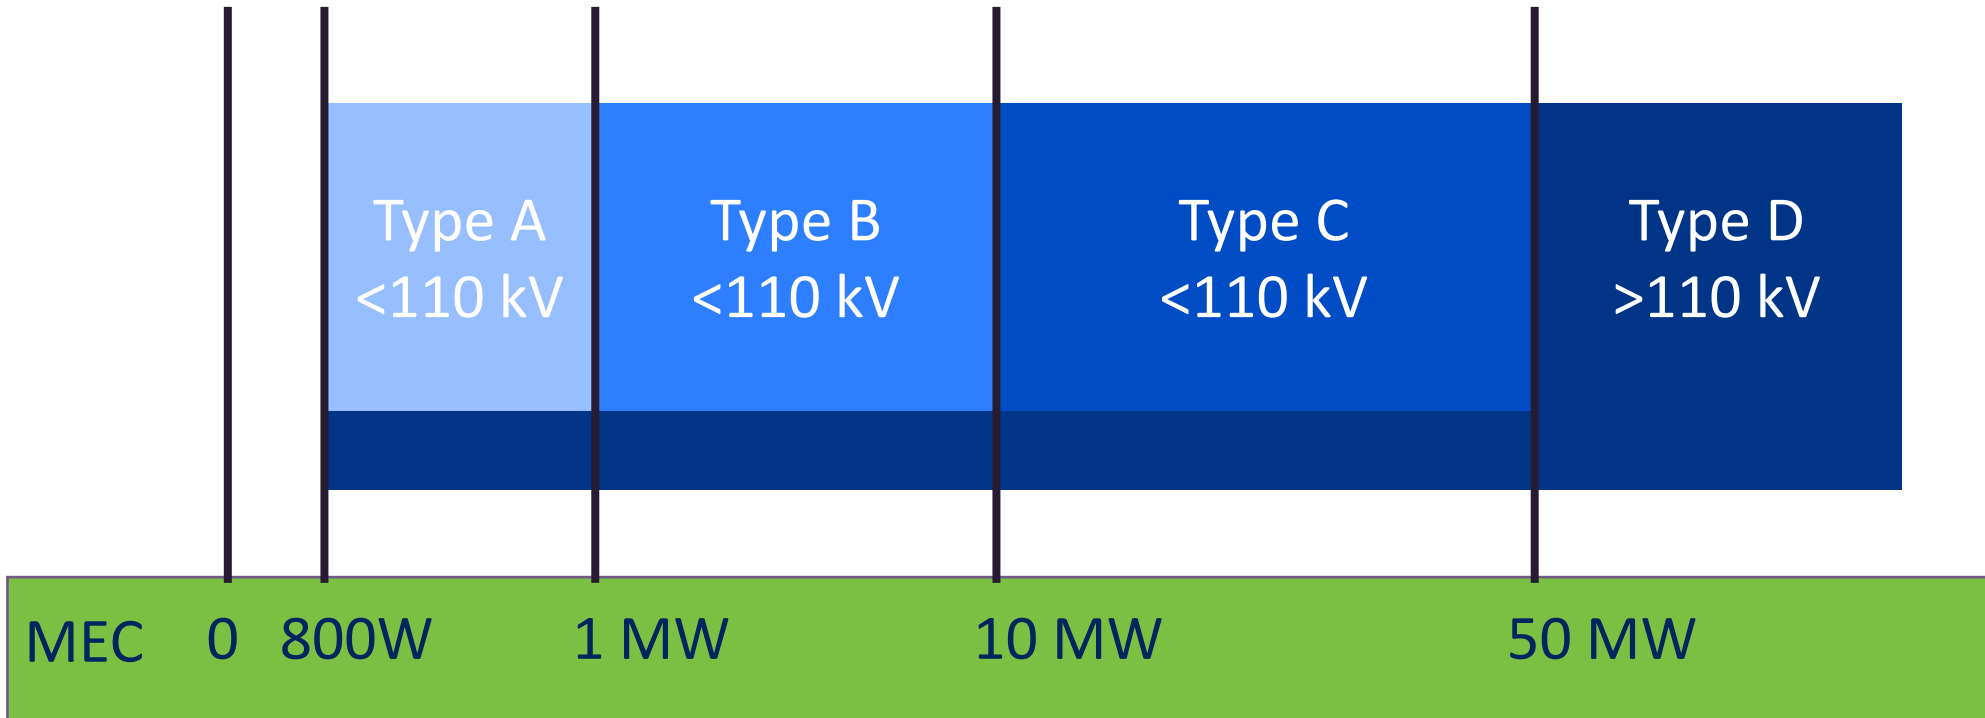 Type A
<110 kV
Type B
<110 kV
Type C
<110 kV
Type D
>110 kV
MEC 0 800W 1 MW 10 MW 50 MW